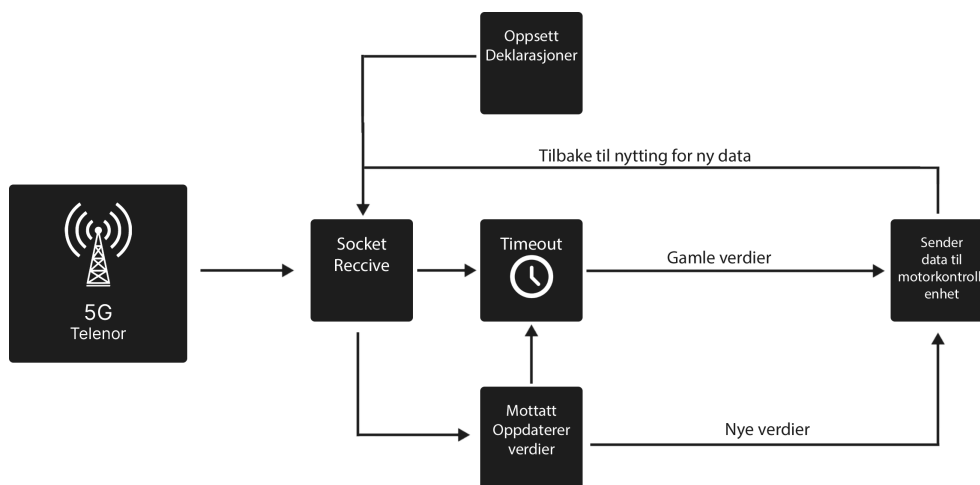 Oppsett
Deklarasjoner
Tilbake til nytting for ny data
5G
Telenor
Socket
Reccive
Timeout
Gamle verdier
Sender
data til
motorkontroll
enhet
Mottatt
Oppdaterer
verdier
Nye verdier